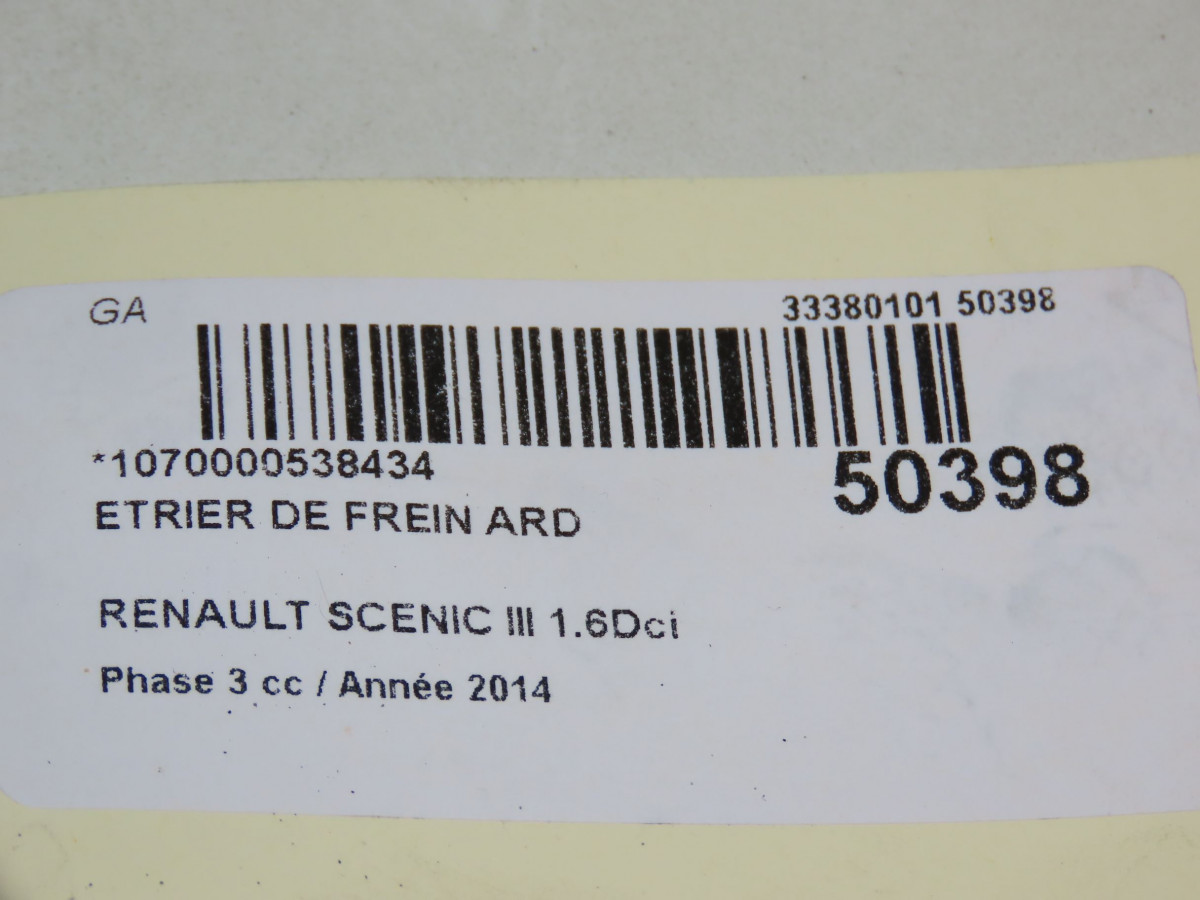 GA
33380101 50398
*1070000538434
50398
ETRIER DE FREIN ARD
RENAULT SCENIC III 1.6Dci
Phase 3 cc / Année 2014